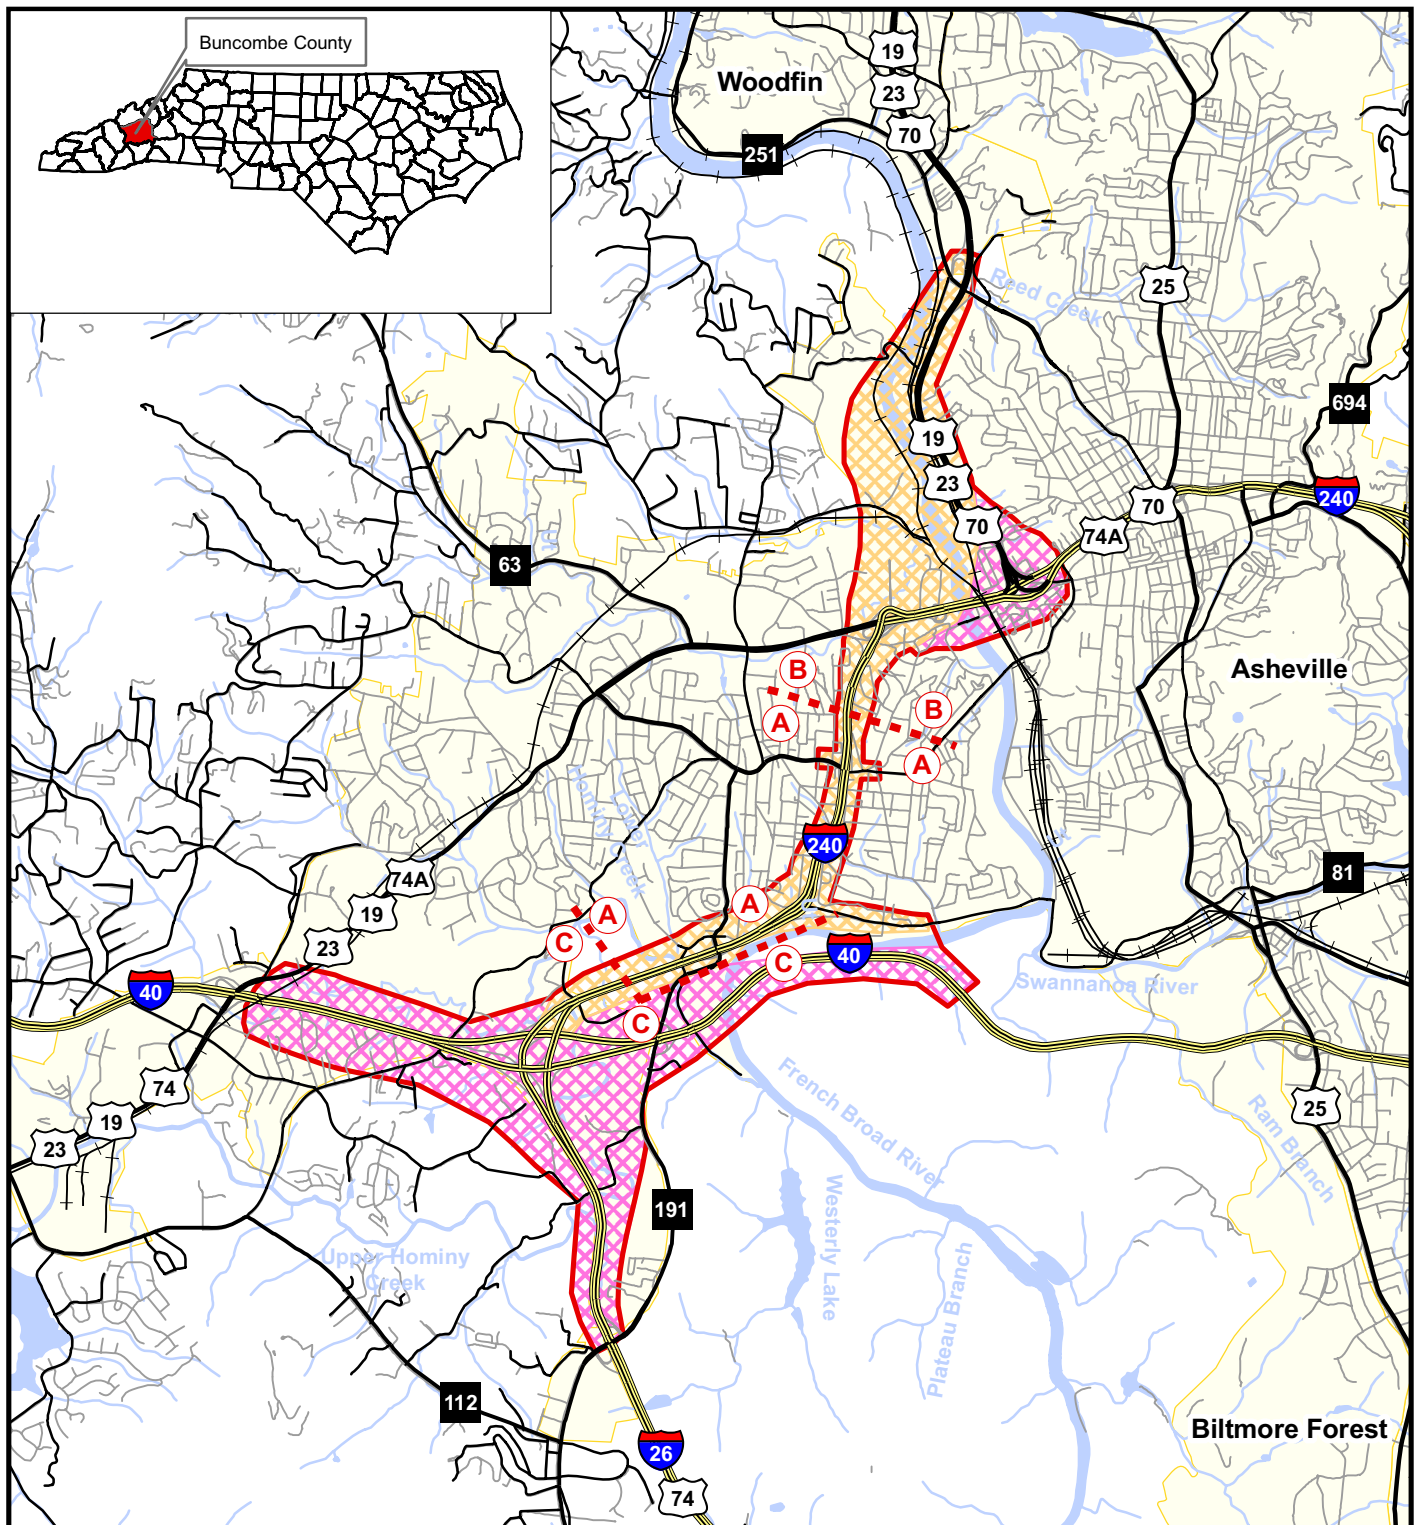 Buncombe County
Woodfin
19
23
70
251
Reed Creek
25
694
19
23
70
240
70
74A
63
B
Asheville
B
A
A
Lower
Hominy
Creek
240
81
74A
19
23
A
A
C
40
C
40
Swannanoa River
C
French Broad River
74
19
23
25
Ram Branch
191
Westerly Lake
Upper Hominy
Creek
Plateau Branch
112
Biltmore Forest
26
74